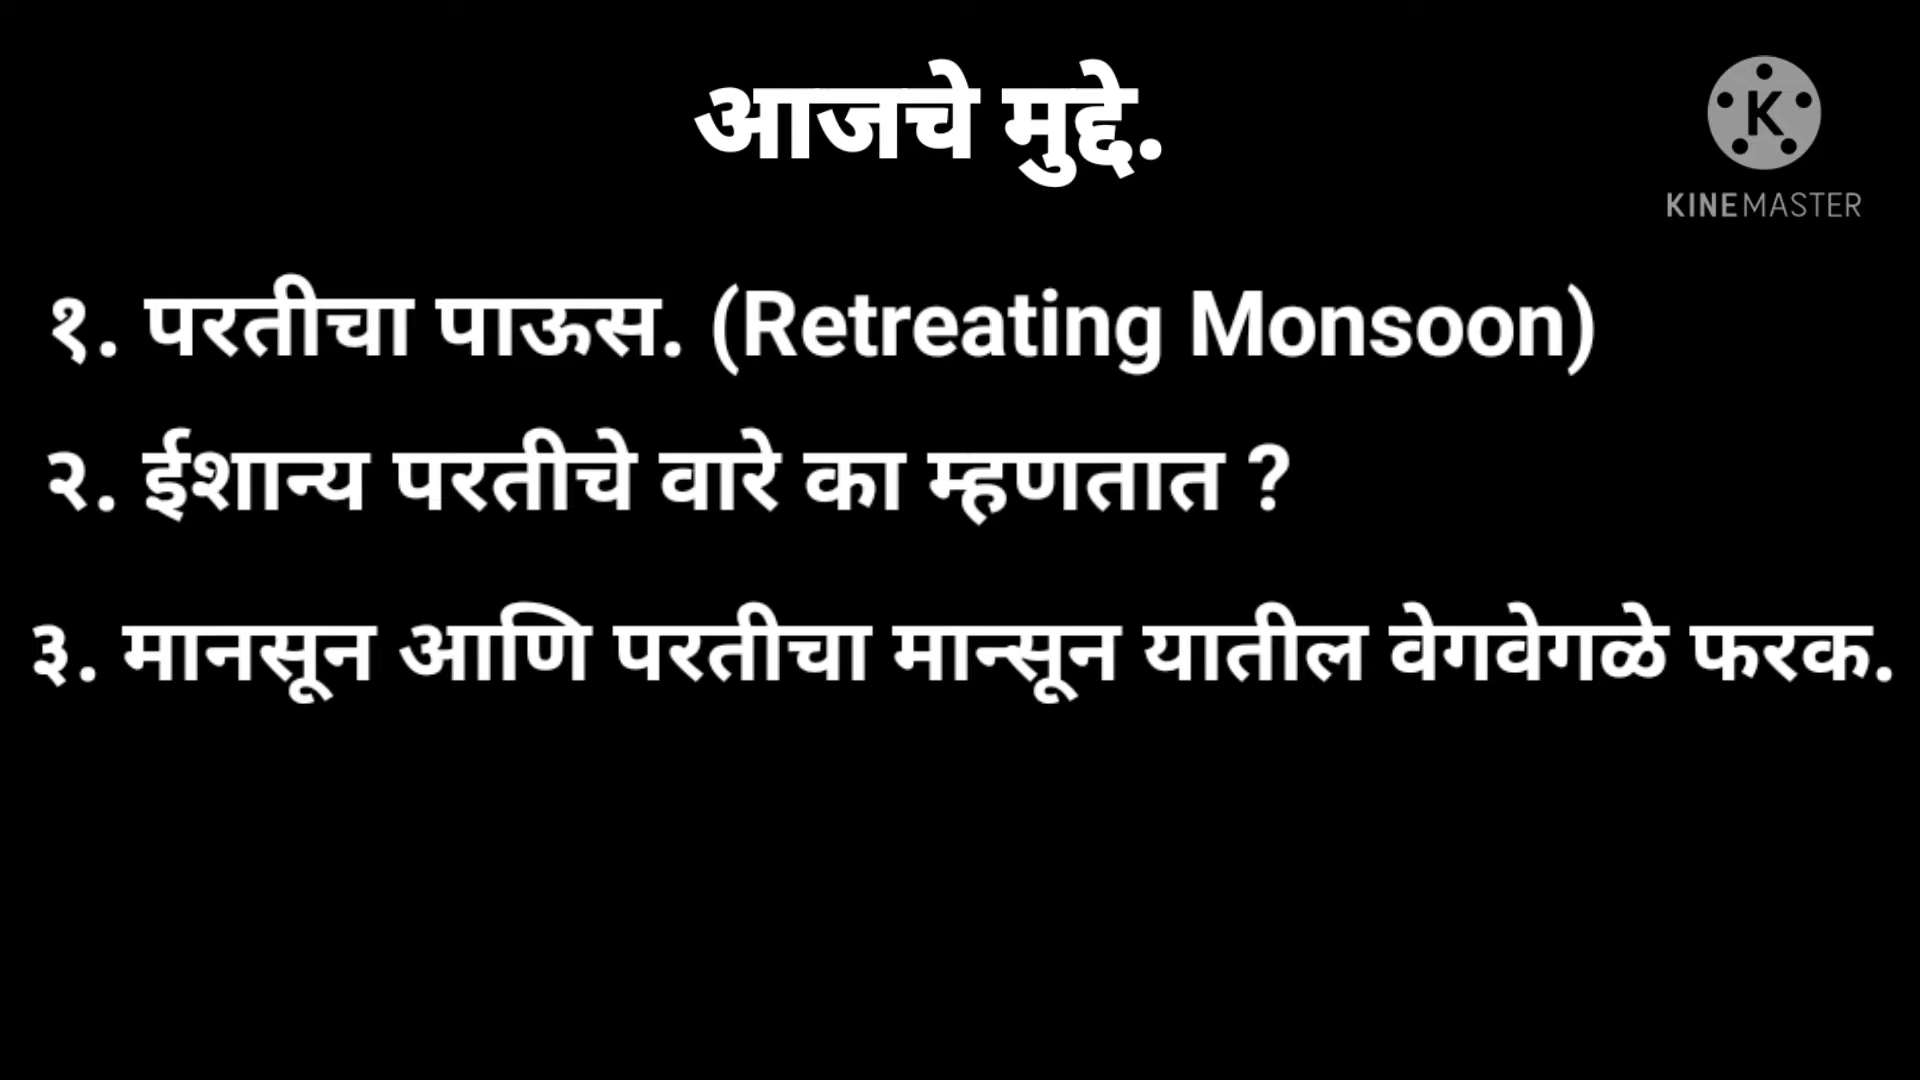 आजचे मुद्दे.
K
KINEMASTER
१. परतीचा पाऊस. (Retreating Monsoon)
२. ईशान्य परतीचे वारे का म्हणतात ?
३. मानसून आणि परतीचा मान्सून यातील वेगवेगळे फरक.